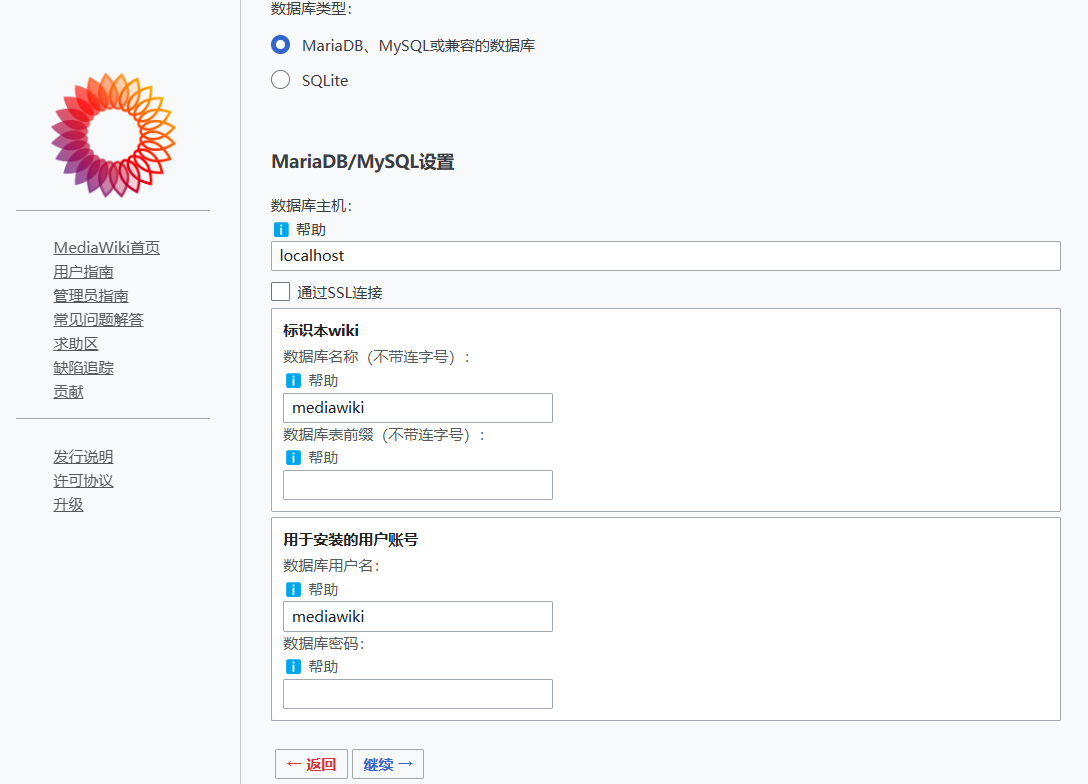 数据库类型：
MariaDB、MySQL或兼容的数据库
SQLite
MariaDB/MySQL设置
数据库主机：
帮助
localhost
通过SSL连接
标识本wiki
数据库名称（不带连字号）：
帮助
mediawiki
数据库表前缀（不带连字号）：
帮助
用于安装的用户账号
数据库用户名：
帮助
mediawiki
数据库密码：
帮助
← 返回
继续 →
MediaWiki首页
用户指南
管理员指南
常见问题解答
求助区
缺陷追踪
贡献
发行说明
许可协议
升级